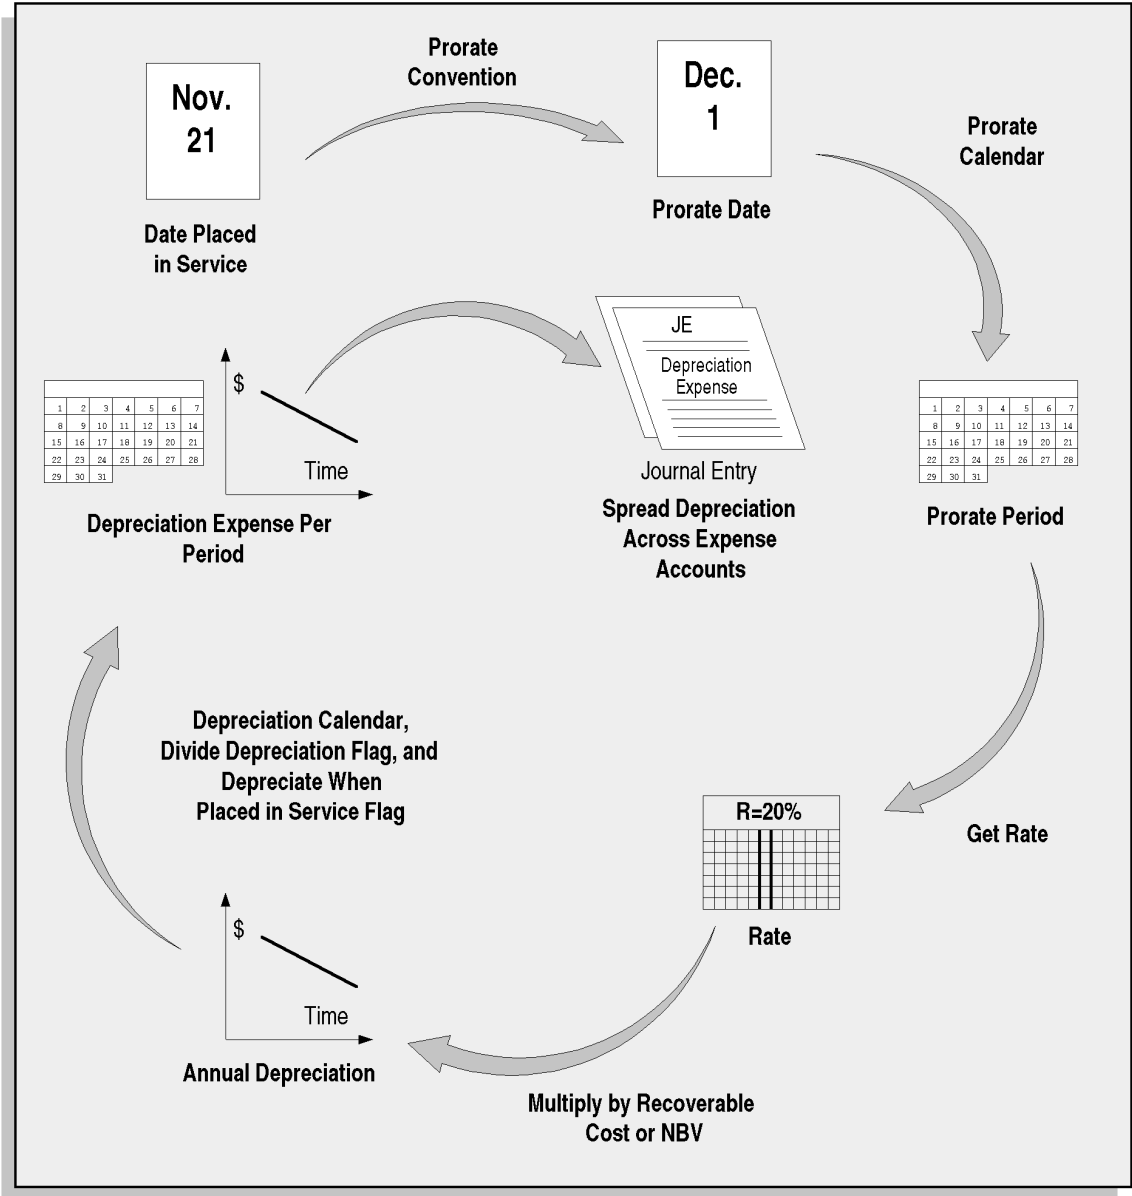 Nov.
21
Date Placed
in Service
Prorate
Convention
Dec.
1
Prorate Date
Prorate
Calendar
1 2 3 4 5 6 7
8 9 10 11 12 13 14
15 16 17 18 19 20 21
22 23 24 25 26 27 28
29 30 31
Prorate Period
Get Rate
R=20%
Rate
Multiply by Recoverable
Cost or NBV
$
Time
Annual Depreciation
Depreciation Calendar,
Divide Depreciation Flag, and
Depreciate When
Placed in Service Flag
1 2 3 4 5 6 7
8 9 10 11 12 13 14
15 16 17 18 19 20 21
22 23 24 25 26 27 28
29 30 31
$
Time
Depreciation Expense Per
Period
JE
Depreciation
Expense
Journal Entry
Spread Depreciation
Across Expense
Accounts